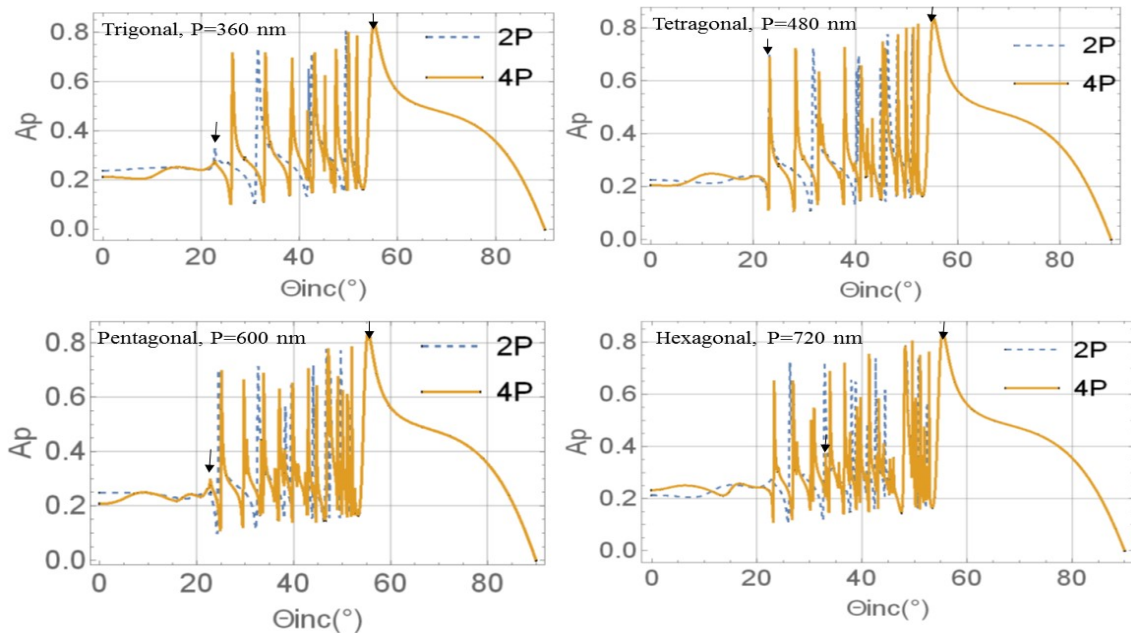 Trigonal, P=360 nm
2P
4P
0.8
0.6
0.4
0.2
0.0
Ap
0 20 40 60 80
Θinc(°)
Tetragonal, P=480 nm
2P
4P
0.8
0.6
0.4
0.2
0.0
Ap
0 20 40 60 80
Θinc(°)
Pentagonal, P=600 nm
2P
4P
0.8
0.6
0.4
0.2
0.0
Ap
0 20 40 60 80
Θinc(°)
Hexagonal, P=720 nm
2P
4P
0.8
0.6
0.4
0.2
0.0
Ap
0 20 40 60 80
Θinc(°)